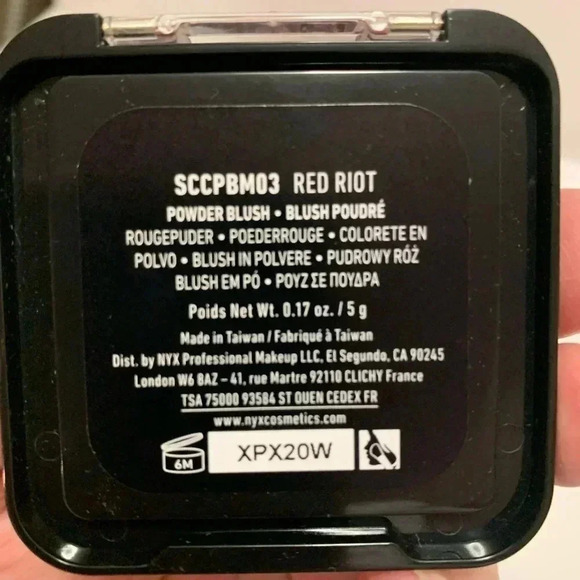 SCCPBM03 RED RIOT
POWDER BLUSH • BLUSH POUDRÉ
ROUGEPUDER • POEDERROUGE • COLORETE EN
POLVO • BLUSH IN POLVERE • PUDROWY RÓŻ
BLUSH EM PÓ • ΡΟΥΖ ΣΕ ΠΟΥΔΡΑ
Poids Net Wt. 0.17 oz. / 5 g
Made in Taiwan / Fabriqué à Taiwan
Dist. by NYX Professional Makeup LLC, El Segundo, CA 90245
London W6 8AZ – 41, rue Martre 92110 CLICHY France
TSA 75000 93584 ST OUEN CEDEX FR
www.nyxcosmetics.com
6M XPX20W